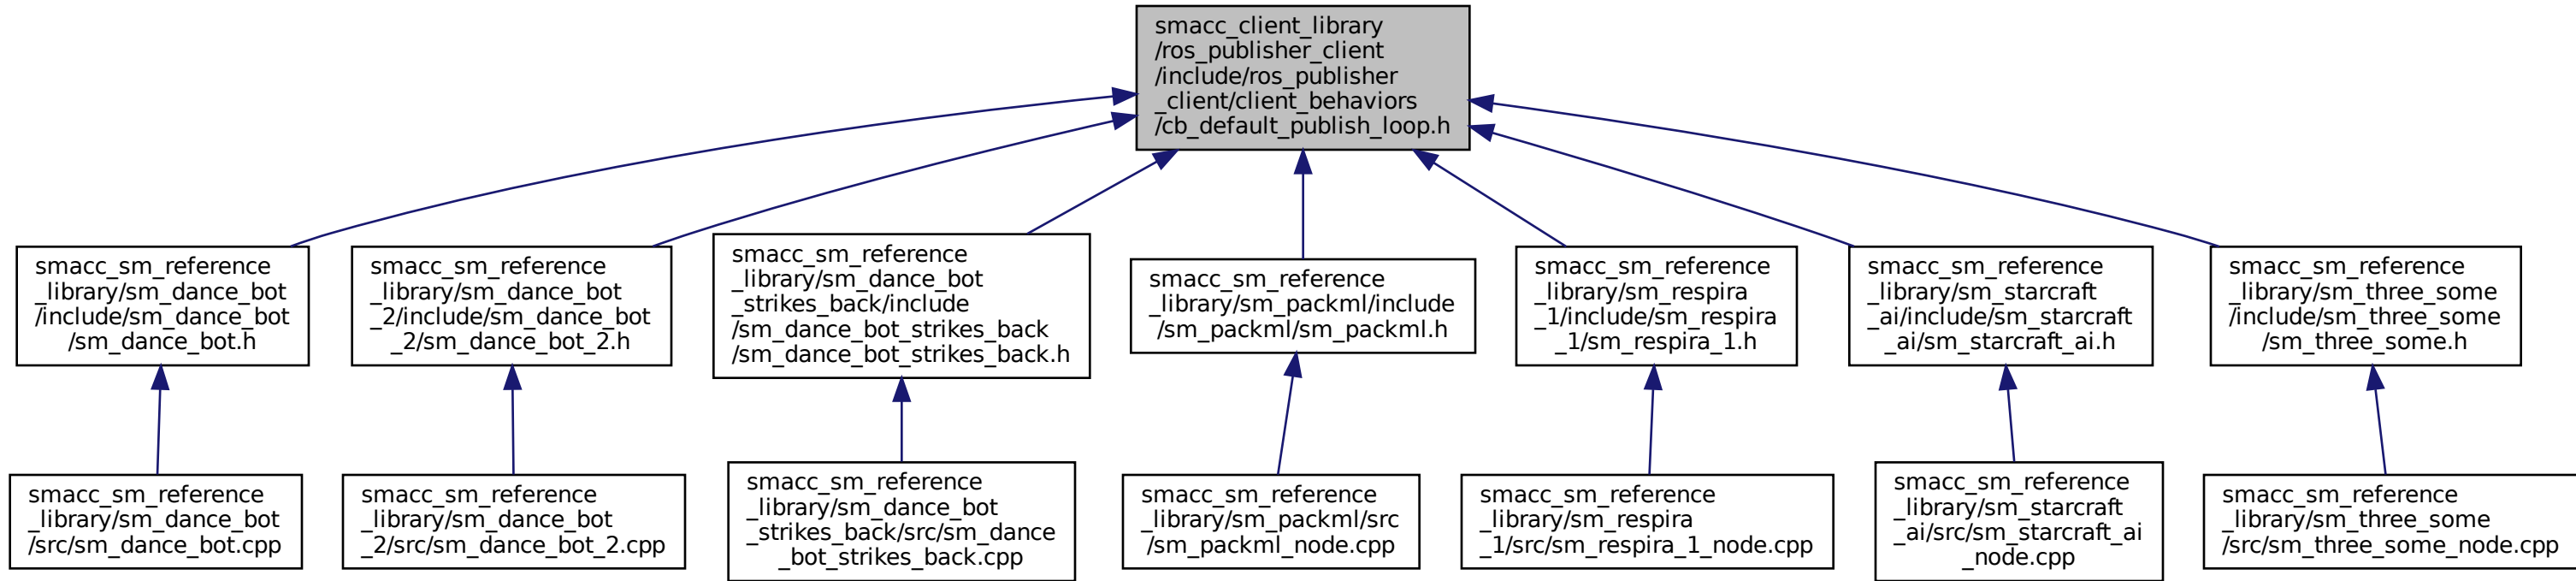 smacc_client_library
/ros_publisher_client
/include/ros_publisher
_client/client_behaviors
/cb_default_publish_loop.h
smacc_sm_reference
_library/sm_dance_bot
/include/sm_dance_bot
/sm_dance_bot.h
smacc_sm_reference
_library/sm_dance_bot
_2/include/sm_dance_bot
_2/sm_dance_bot_2.h
smacc_sm_reference
_library/sm_dance_bot
_strikes_back/include
/sm_dance_bot_strikes_back
/sm_dance_bot_strikes_back.h
smacc_sm_reference
_library/sm_packml/include
/sm_packml/sm_packml.h
smacc_sm_reference
_library/sm_respira
_1/include/sm_respira
_1/sm_respira_1.h
smacc_sm_reference
_library/sm_starcraft
_ai/include/sm_starcraft
_ai/sm_starcraft_ai.h
smacc_sm_reference
_library/sm_three_some
/include/sm_three_some
/sm_three_some.h
smacc_sm_reference
_library/sm_dance_bot
/src/sm_dance_bot.cpp
smacc_sm_reference
_library/sm_dance_bot
_2/src/sm_dance_bot_2.cpp
smacc_sm_reference
_library/sm_dance_bot
_strikes_back/src/sm_dance
_bot_strikes_back.cpp
smacc_sm_reference
_library/sm_packml/src
/sm_packml_node.cpp
smacc_sm_reference
_library/sm_respira
_1/src/sm_respira_1_node.cpp
smacc_sm_reference
_library/sm_starcraft
_ai/src/sm_starcraft_ai
_node.cpp
smacc_sm_reference
_library/sm_three_some
/src/sm_three_some_node.cpp